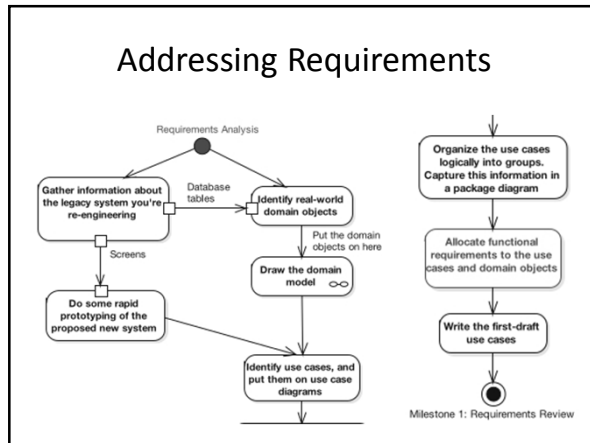 Addressing Requirements
Requirements Analysis
Gather information about
the legacy system you're
re-engineering
Database
tables
Identify real-world
domain objects
Screens
Put the domain
objects on here
Draw the domain
model
Do some rapid
prototyping of the
proposed new system
Identify use cases, and
put them on use case
diagrams
Organize the use cases
logically into groups.
Capture this information in
a package diagram
Allocate functional
requirements to the use
cases and domain objects
Write the first-draft
use cases
Milestone 1: Requirements Review